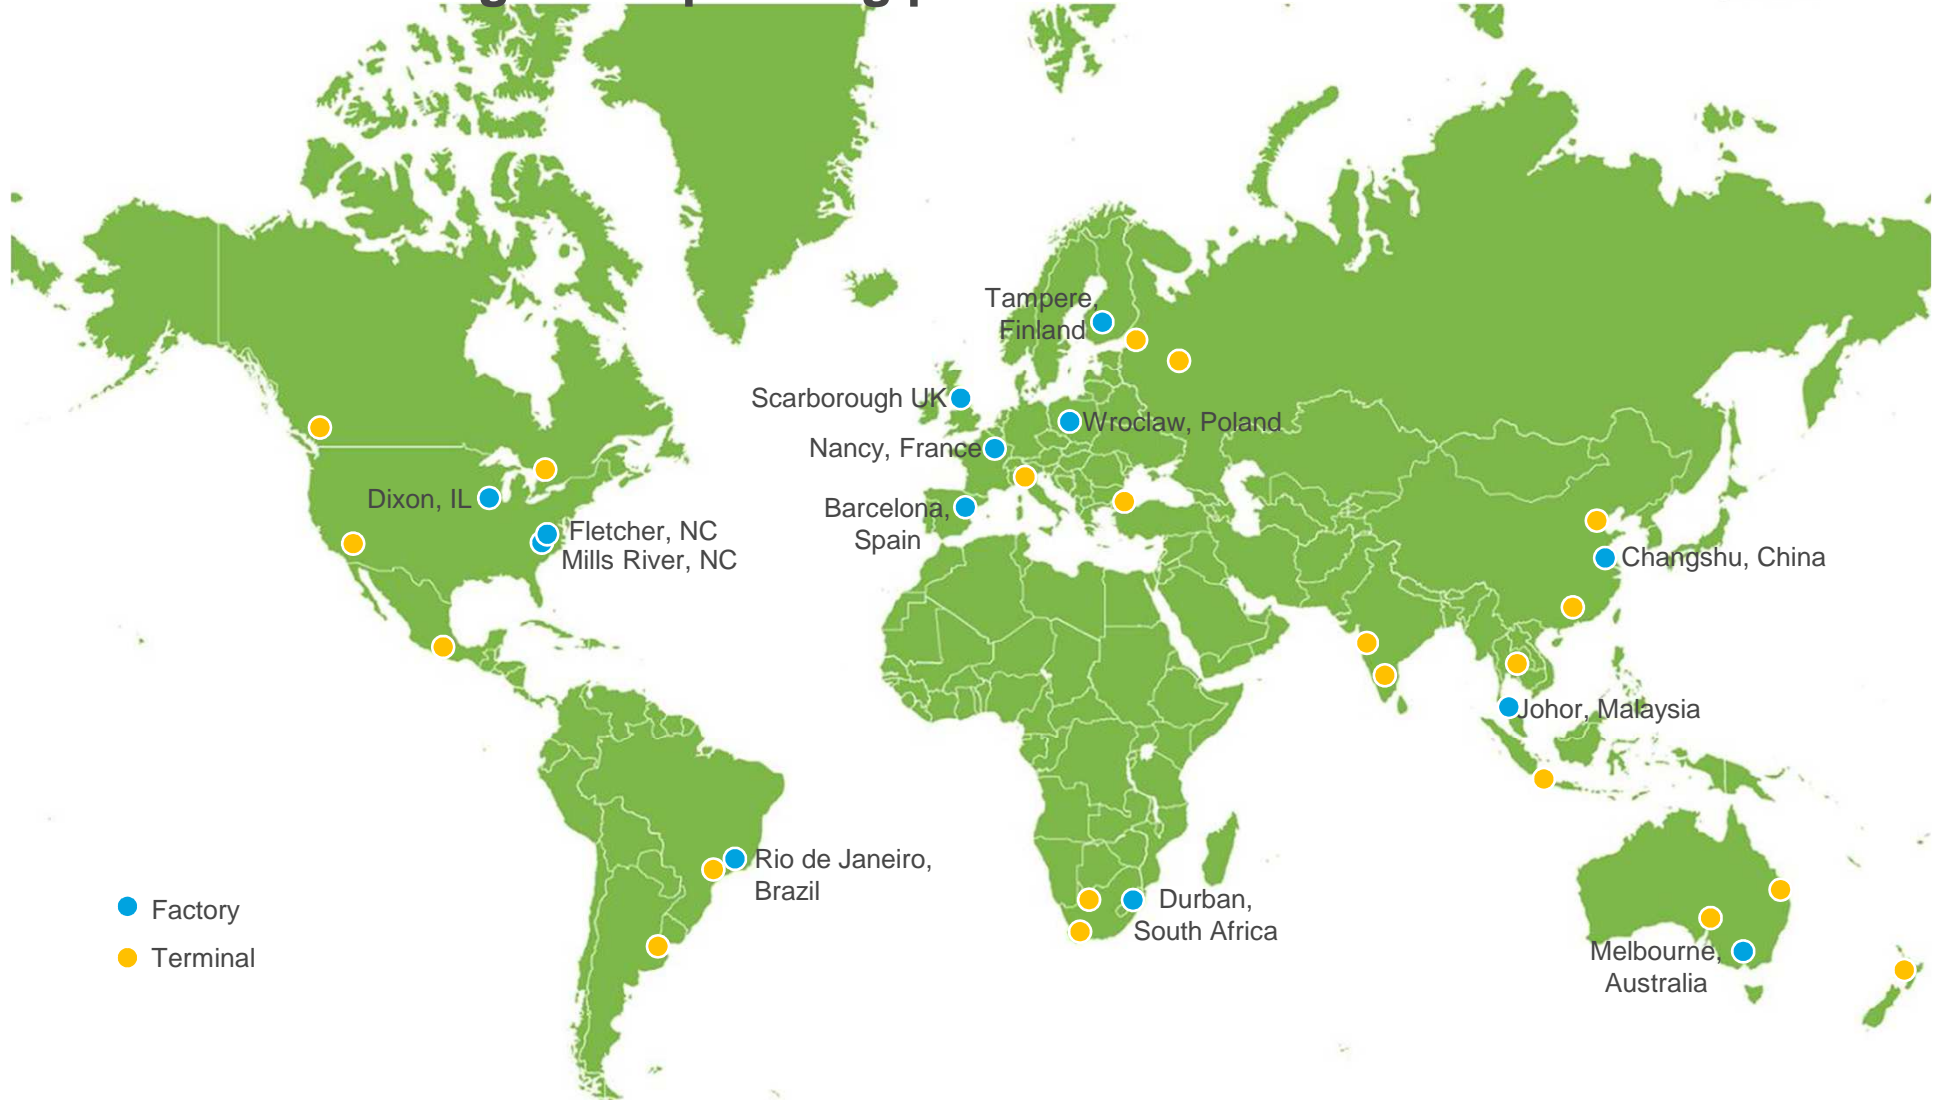 Tampere,
Finland
Scarborough UK
Wroclaw, Poland
Nancy, France
Dixon, IL
Barcelona,
Spain
Fletcher, NC
Mills River, NC
Changshu, China
Johor, Malaysia
Rio de Janeiro,
Brazil
Durban,
South Africa
Factory
Terminal
Melbourne,
Australia